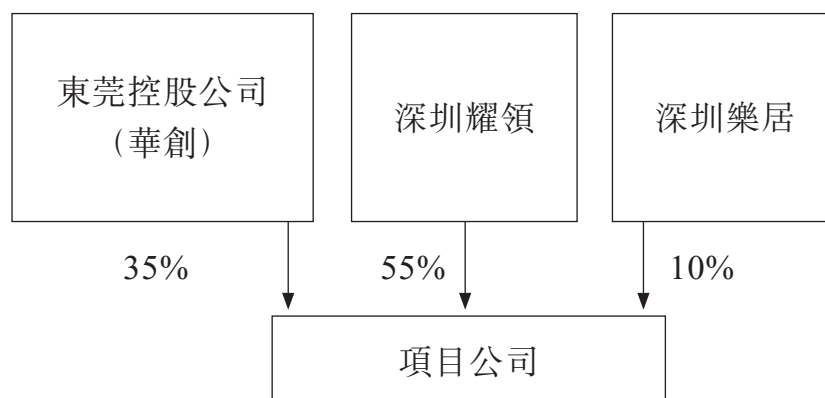 東莞控股公司
（華創）
深圳耀領
深圳樂居
35%
55%
10%
項目公司